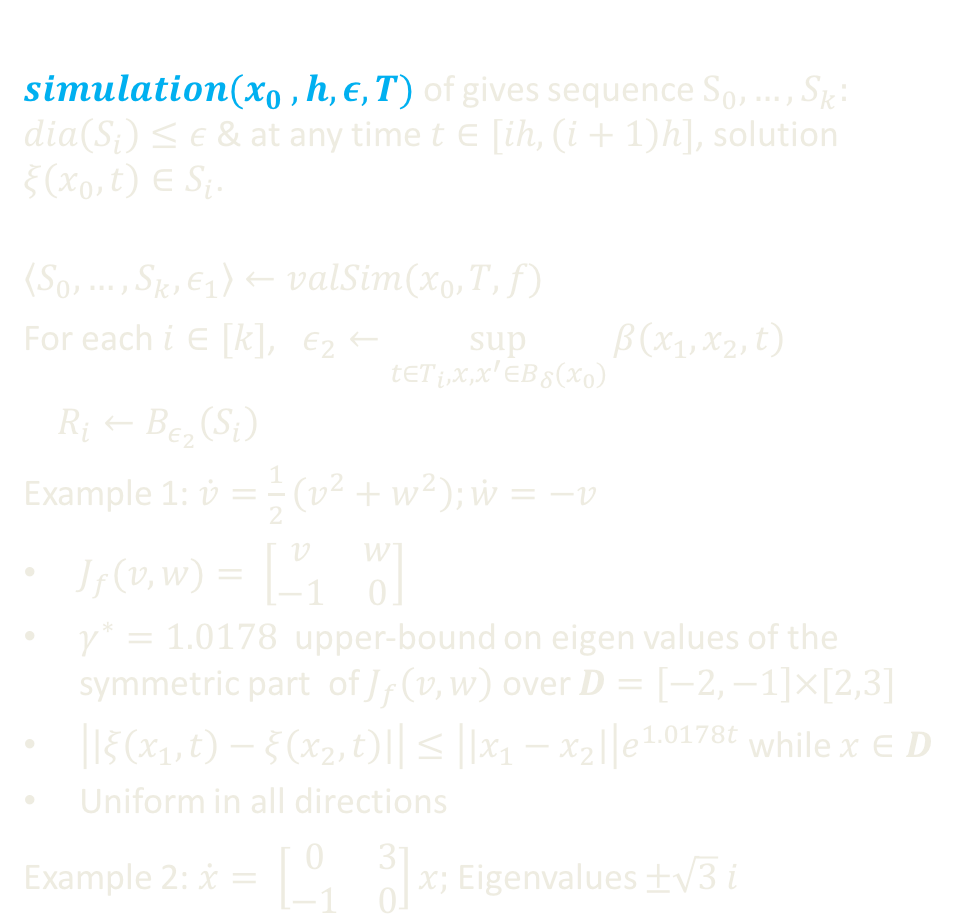 simulation(x₀ , h, ϵ, T) of gives sequence S₀, … , Sₖ:
dia(Sᵢ) ≤ ϵ & at any time t ∈ [ih, (i + 1)h], solution
ξ(x₀, t) ∈ Sᵢ.
⟨S₀, … , Sₖ, ϵ₁⟩ ← valSim(x₀, T, f)
For each i ∈ [k], ϵ₂ ← sup β(x₁, x₂, t)
t∈Tᵢ,x,x′∈B_δ(x₀)
Rᵢ ← B_ϵ₂(Sᵢ)
Example 1: v̇ = ½ (v² + w²); ẇ = −v
• J_f(v, w) = [v w; −1 0]
• γ* = 1.0178 upper-bound on eigen values of the
symmetric part of J_f(v, w) over D = [−2, −1]×[2,3]
• ||ξ(x₁, t) − ξ(x₂, t)|| ≤ ||x₁ − x₂||e^1.0178t while x ∈ D
• Uniform in all directions
Example 2: ẋ = [0 3; −1 0] x; Eigenvalues ±√3 i